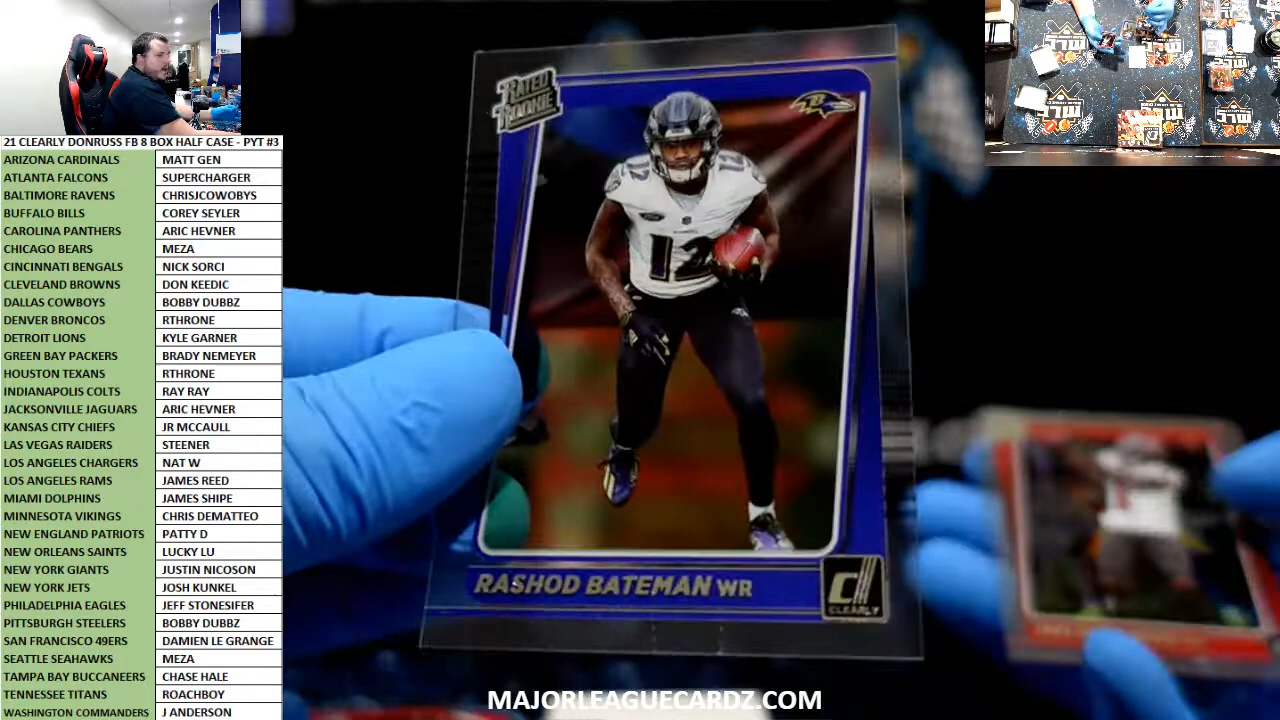 21 CLEARLY DONRUSS FB 8 BOX HALF CASE - PYT #3
ARIZONA CARDINALS MATT GEN
ATLANTA FALCONS SUPERCHARGER
BALTIMORE RAVENS CHRISJCOWOBYS
BUFFALO BILLS COREY SEYLER
CAROLINA PANTHERS ARIC HEVNER
CHICAGO BEARS MEZA
CINCINNATI BENGALS NICK SORCI
CLEVELAND BROWNS DON KEEDIC
DALLAS COWBOYS BOBBY DUBBZ
DENVER BRONCOS RTHRONE
DETROIT LIONS KYLE GARNER
GREEN BAY PACKERS BRADY NEMEYER
HOUSTON TEXANS RTHRONE
INDIANAPOLIS COLTS RAY RAY
JACKSONVILLE JAGUARS ARIC HEVNER
KANSAS CITY CHIEFS JR MCCAULL
LAS VEGAS RAIDERS STEENER
LOS ANGELES CHARGERS NAT W
LOS ANGELES RAMS JAMES REED
MIAMI DOLPHINS JAMES SHIPE
MINNESOTA VIKINGS CHRIS DEMATTEO
NEW ENGLAND PATRIOTS PATTY D
NEW ORLEANS SAINTS LUCKY LU
NEW YORK GIANTS JUSTIN NICOSON
NEW YORK JETS JOSH KUNKEL
PHILADELPHIA EAGLES JEFF STONESIFER
PITTSBURGH STEELERS BOBBY DUBBZ
SAN FRANCISCO 49ERS DAMIEN LE GRANGE
SEATTLE SEAHAWKS MEZA
TAMPA BAY BUCCANEERS CHASE HALE
TENNESSEE TITANS ROACHBOY
WASHINGTON COMMANDERS J ANDERSON
RATED
ROOKIE
12
12
RASHOD BATEMAN WR
CLEARLY
MAJORLEAGUECARDZ.COM